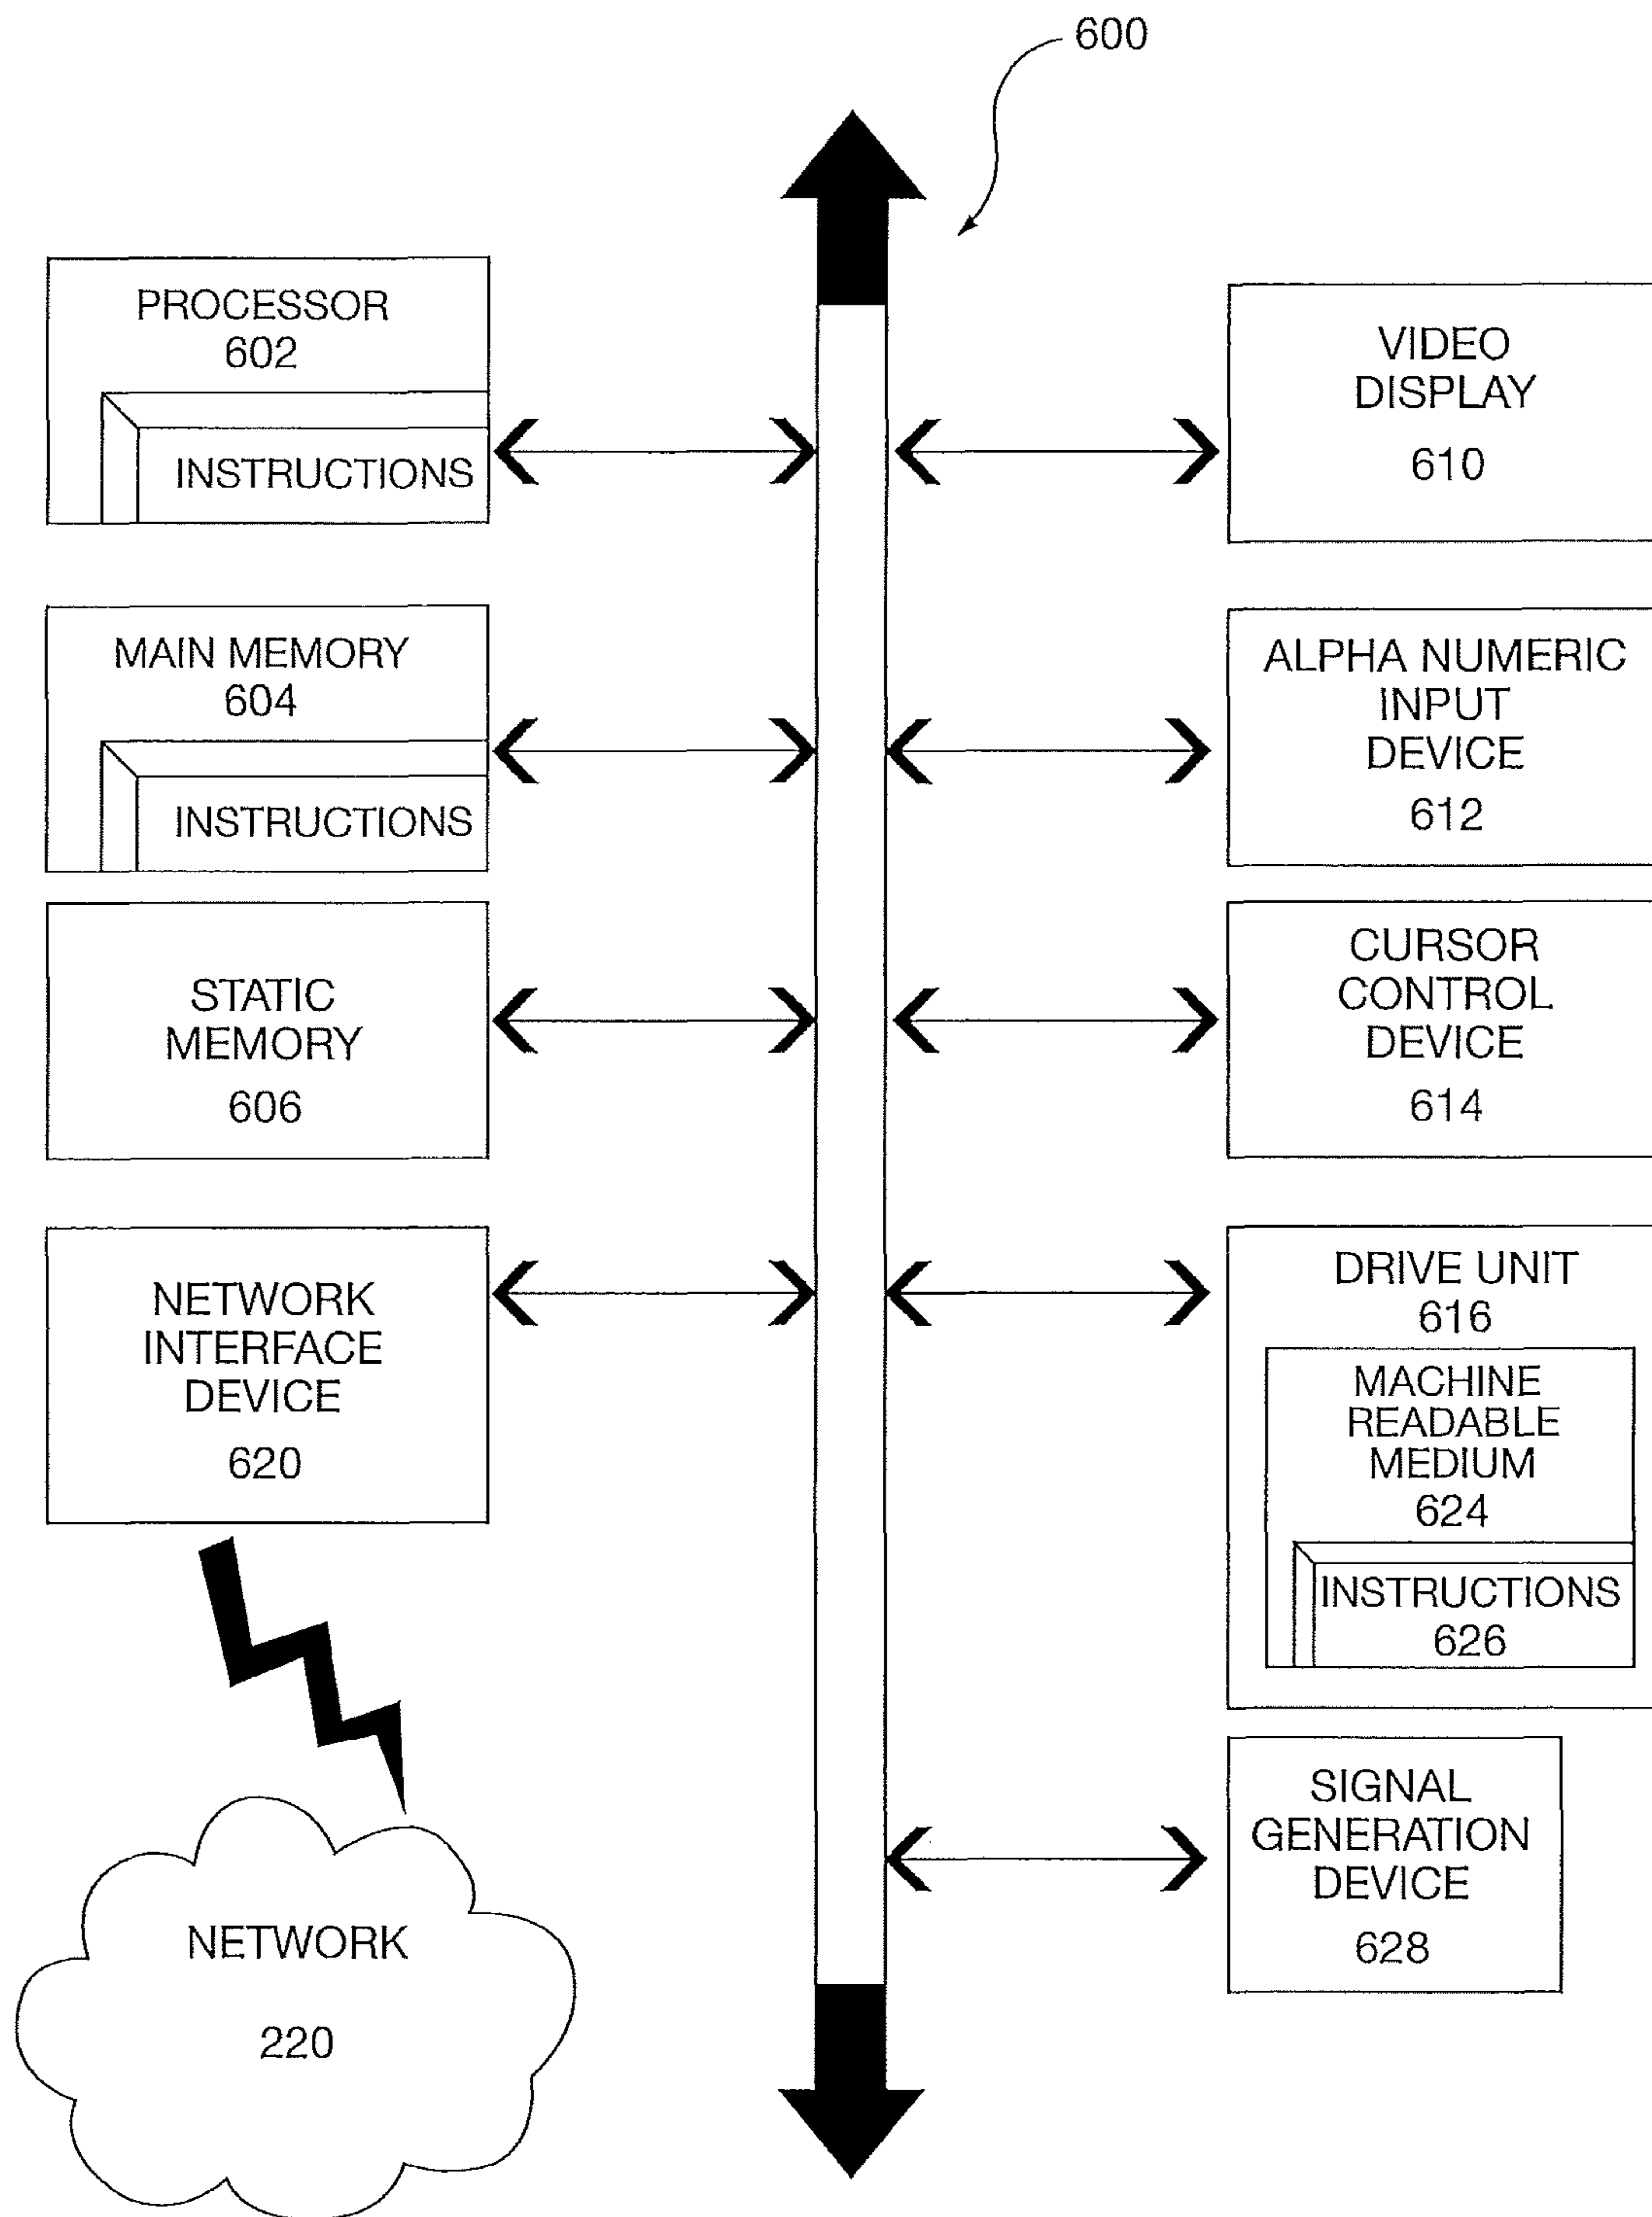 600
PROCESSOR
602
INSTRUCTIONS
MAIN MEMORY
604
INSTRUCTIONS
STATIC
MEMORY
606
NETWORK
INTERFACE
DEVICE
620
NETWORK
220
VIDEO
DISPLAY
610
ALPHA NUMERIC
INPUT
DEVICE
612
CURSOR
CONTROL
DEVICE
614
DRIVE UNIT
616
MACHINE
READABLE
MEDIUM
624
INSTRUCTIONS
626
SIGNAL
GENERATION
DEVICE
628